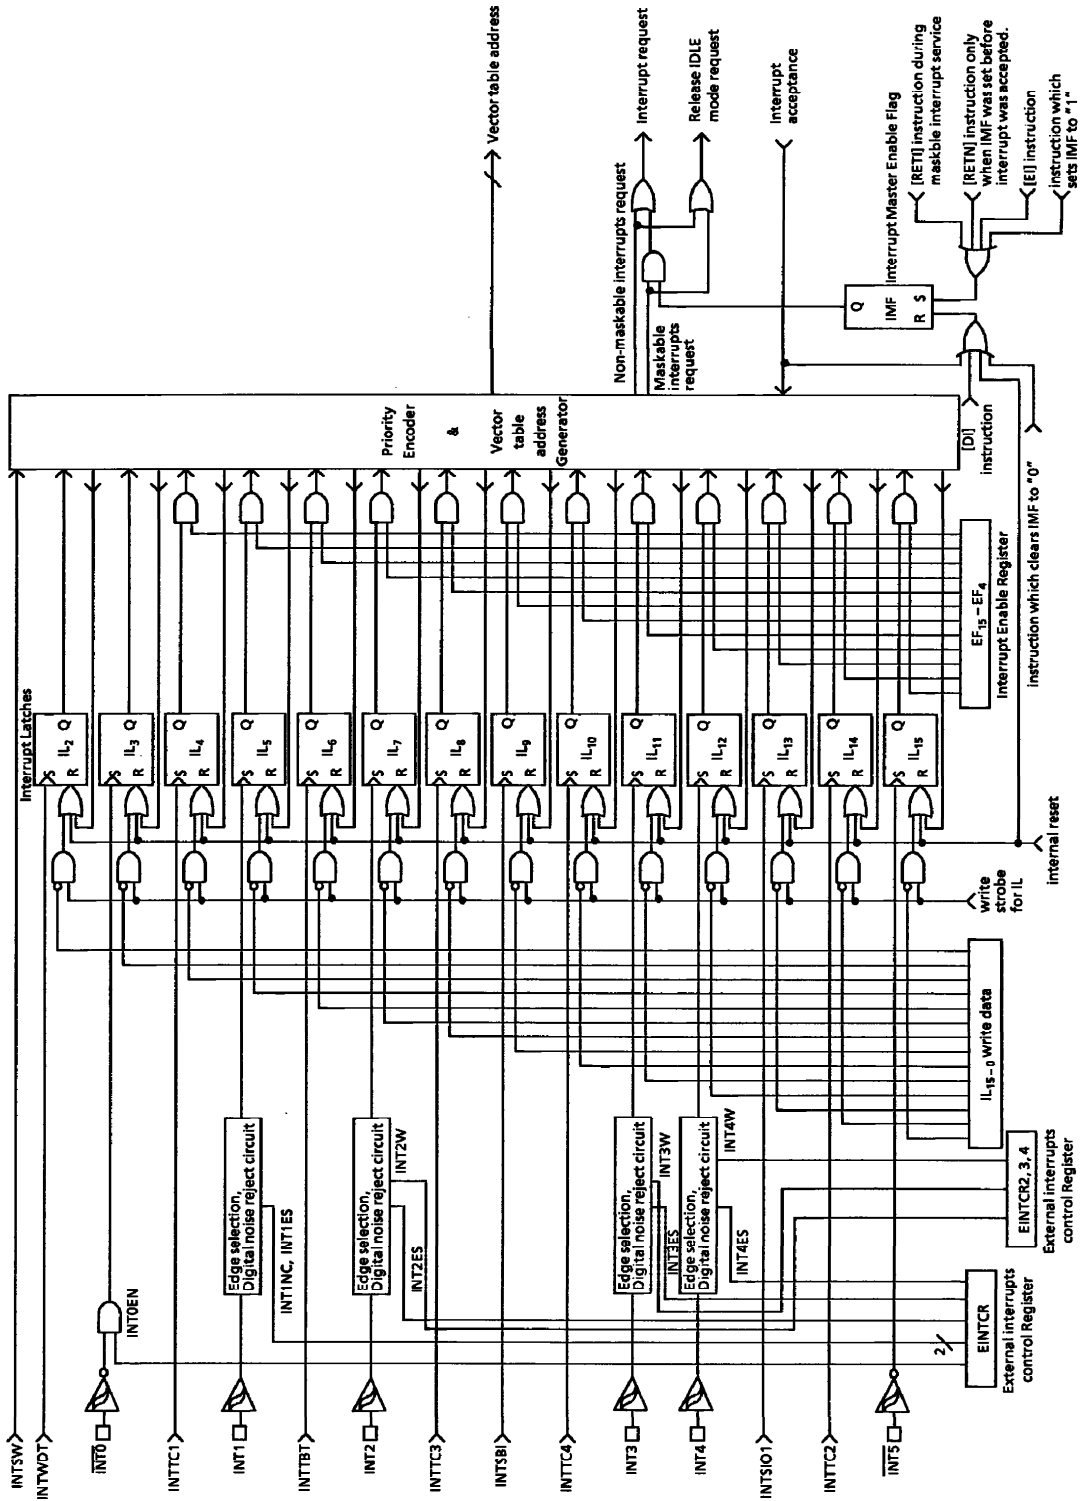 INTSW
INTWDT
INT0
INTTC1
INT1
INTTBT
INT2
INTTC3
INTSBI
INTTC4
INT3
INT4
INTSIO1
INTTC2
INT5
INT0EN
Edge selection,
Digital noise reject circuit
INT1NC, INT1ES
Edge selection,
Digital noise reject circuit
INT2W
INT2ES
Edge selection,
Digital noise reject circuit
INT3W
INT3ES
Edge selection,
Digital noise reject circuit
INT4W
INT4ES
2
EINTCR
External interrupts
control Register
EINTCR2, 3, 4
External interrupts
control Register
IL15-0 write data
write
strobe
for IL
internal reset
Interrupt Latches
S IL2 Q
R
S IL3 Q
R
S IL4 Q
R
S IL5 Q
R
S IL6 Q
R
S IL7 Q
R
S IL8 Q
R
S IL9 Q
R
S IL10 Q
R
S IL11 Q
R
S IL12 Q
R
S IL13 Q
R
S IL14 Q
R
S IL15 Q
R
EF15 – EF4
Interrupt Enable Register
instruction which clears IMF to "0"
Priority
Encoder
&
Vector
table
address
Generator
[DI]
instruction
Vector table address
Non-maskable interrupts request
Maskable
interrupts
request
Interrupt request
Release IDLE
mode request
Interrupt
acceptance
Q
IMF
R S
Interrupt Master Enable Flag
[RETI] instruction during
maskble interrupt service
[RETN] instruction only
when IMF was set before
interrupt was accepted.
[EI] instruction
instruction which
sets IMF to "1"